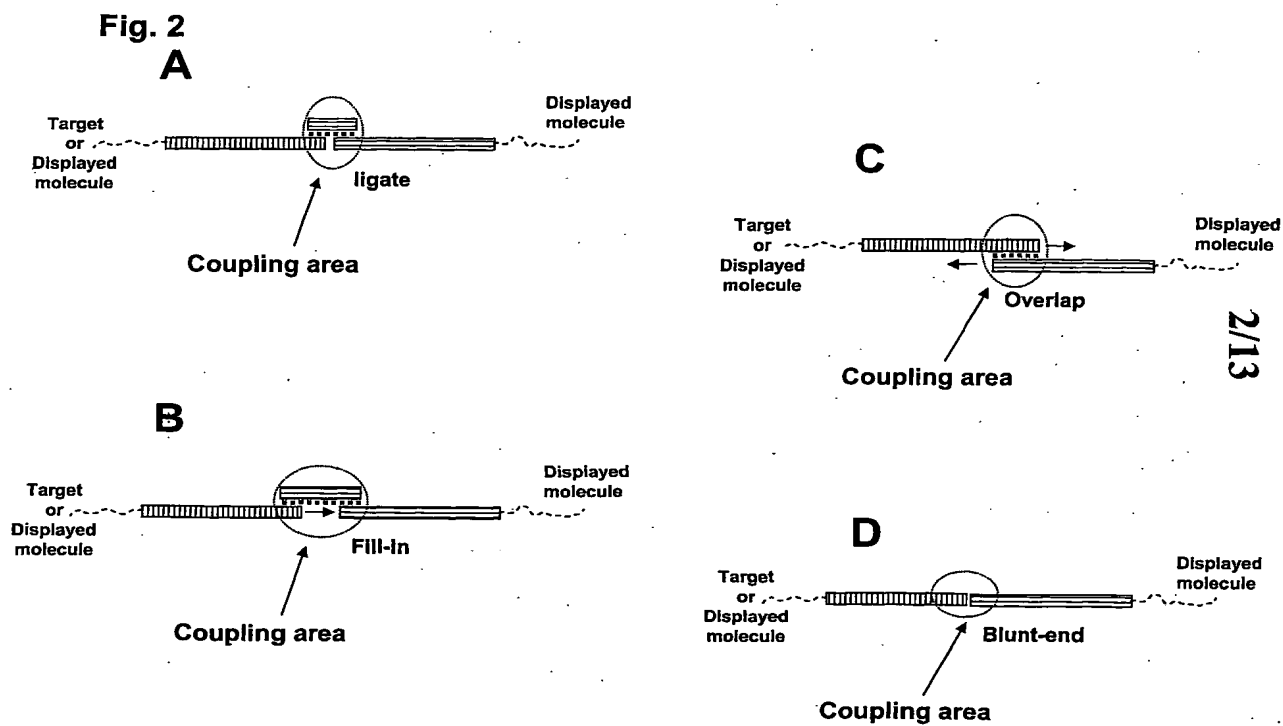 Fig. 2
A
Target
or
Displayed
molecule
Displayed
molecule
ligate
Coupling area
B
Target
or
Displayed
molecule
Displayed
molecule
Fill-in
Coupling area
C
Target
or
Displayed
molecule
Displayed
molecule
Overlap
Coupling area
2/13
D
Target
or
Displayed
molecule
Displayed
molecule
Blunt-end
Coupling area